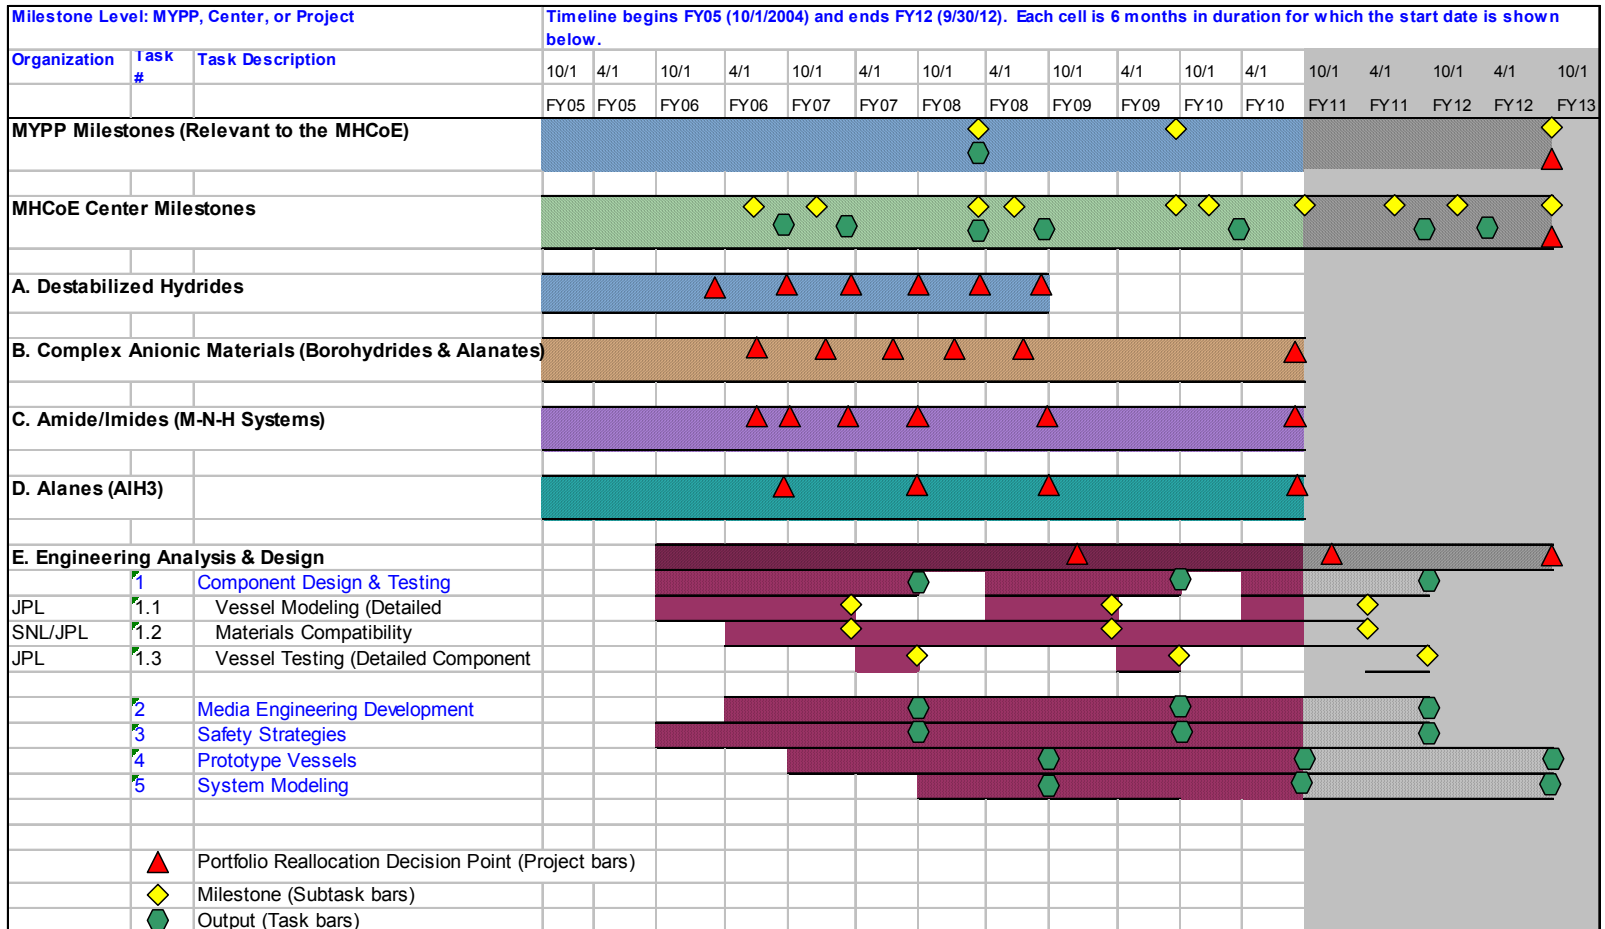 Milestone Level: MYPP, Center, or Project
Timeline begins FY05 (10/1/2004) and ends FY12 (9/30/12). Each cell is 6 months in duration for which the start date is shown
below.
Organization Task # Task Description
10/1 4/1 10/1 4/1 10/1 4/1 10/1 4/1 10/1 4/1 10/1 4/1 10/1 4/1 10/1 4/1 10/1
FY05 FY05 FY06 FY06 FY07 FY07 FY08 FY08 FY09 FY09 FY10 FY10 FY11 FY11 FY12 FY12 FY13
MYPP Milestones (Relevant to the MHCoE)
MHCoE Center Milestones
A. Destabilized Hydrides
B. Complex Anionic Materials (Borohydrides & Alanates)
C. Amide/Imides (M-N-H Systems)
D. Alanes (AlH3)
E. Engineering Analysis & Design
1 Component Design & Testing
JPL 1.1 Vessel Modeling (Detailed
SNL/JPL 1.2 Materials Compatibility
JPL 1.3 Vessel Testing (Detailed Component
2 Media Engineering Development
3 Safety Strategies
4 Prototype Vessels
5 System Modeling
Portfolio Reallocation Decision Point (Project bars)
Milestone (Subtask bars)
Output (Task bars)